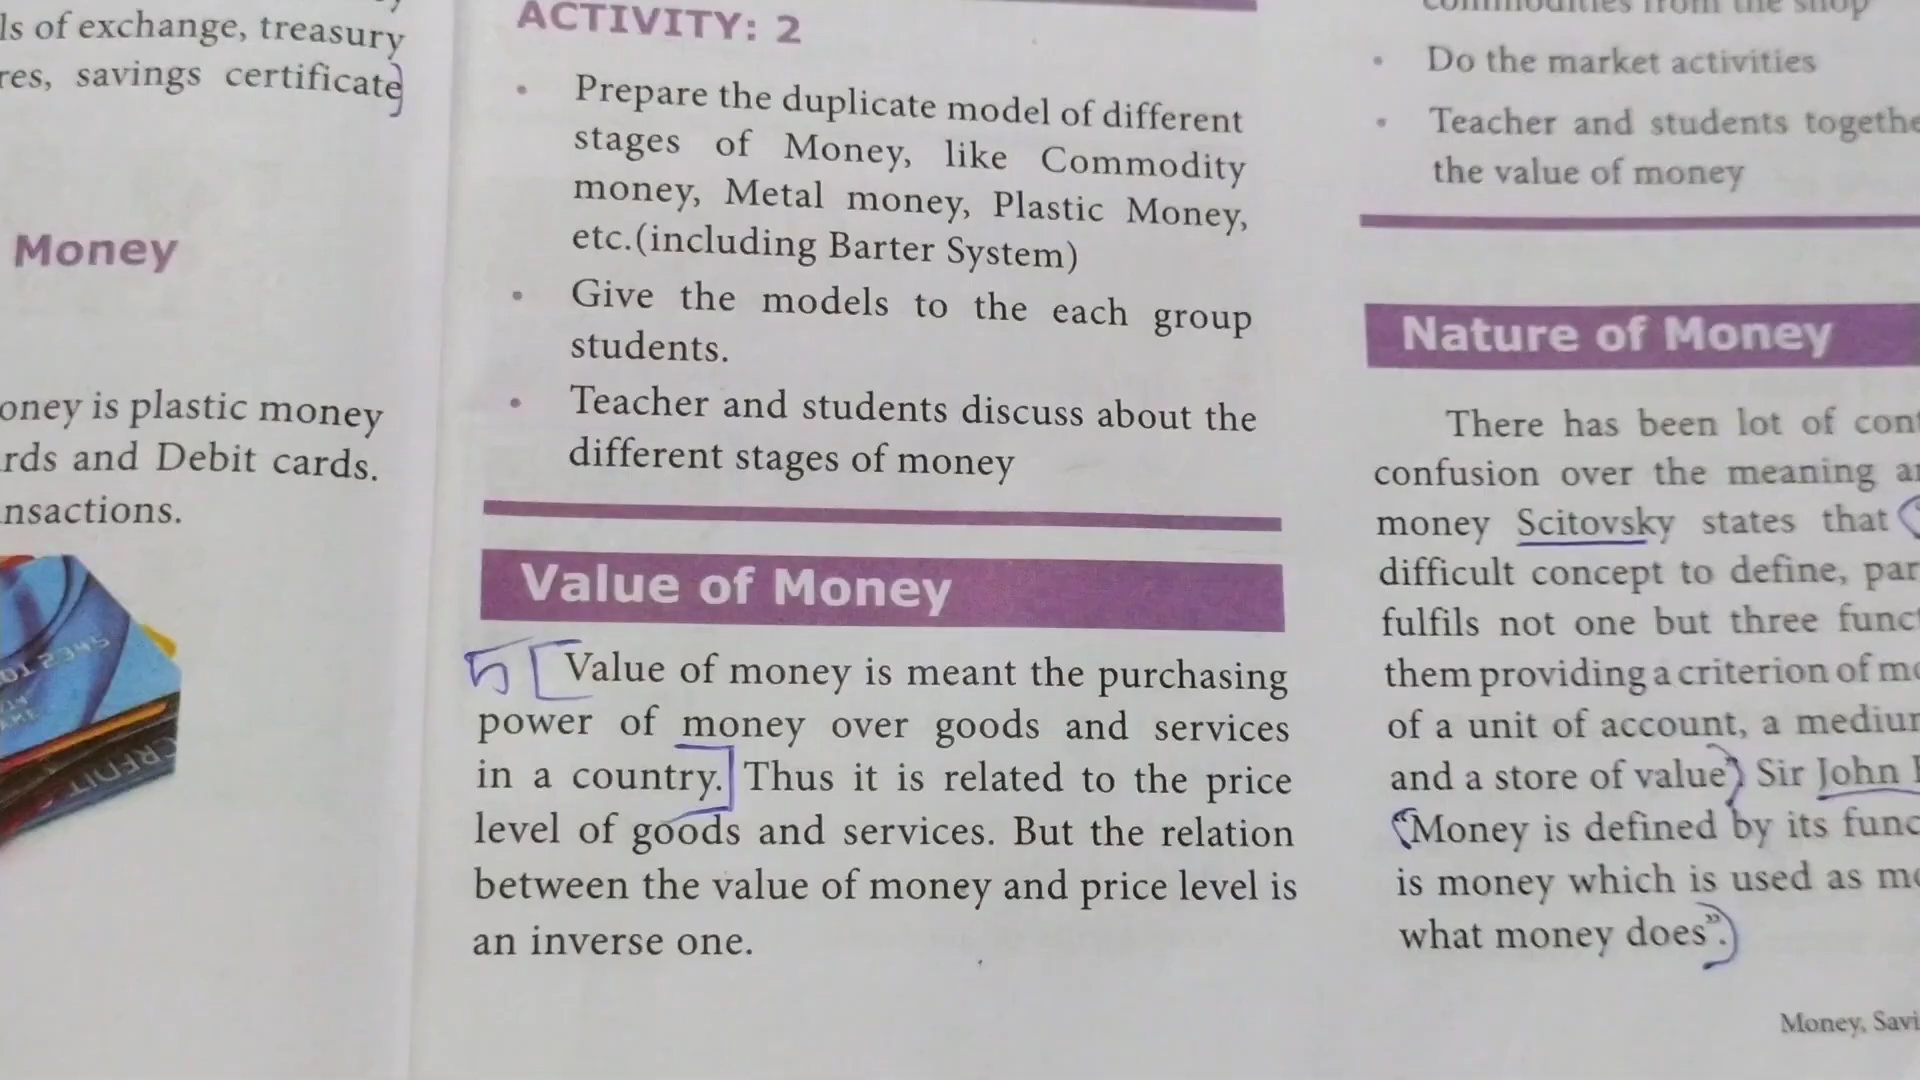 ls of exchange, treasury
res, savings certificate
Money
oney is plastic money
rds and Debit cards.
nsactions.
ACTIVITY: 2
• Prepare the duplicate model of different
stages of Money, like Commodity
money, Metal money, Plastic Money,
etc.(including Barter System)
• Give the models to the each group
students.
• Teacher and students discuss about the
different stages of money
Value of Money
Value of money is meant the purchasing
power of money over goods and services
in a country. Thus it is related to the price
level of goods and services. But the relation
between the value of money and price level is
an inverse one.
commodities from the shop
• Do the market activities
• Teacher and students togethe
the value of money
Nature of Money
There has been lot of con
confusion over the meaning
money Scitovsky states that
difficult concept to define, par
fulfils not one but three func
them providing a criterion of m
of a unit of account, a medium
and a store of value” Sir John
“Money is defined by its func
is money which is used as m
what money does”.
Money, Savi